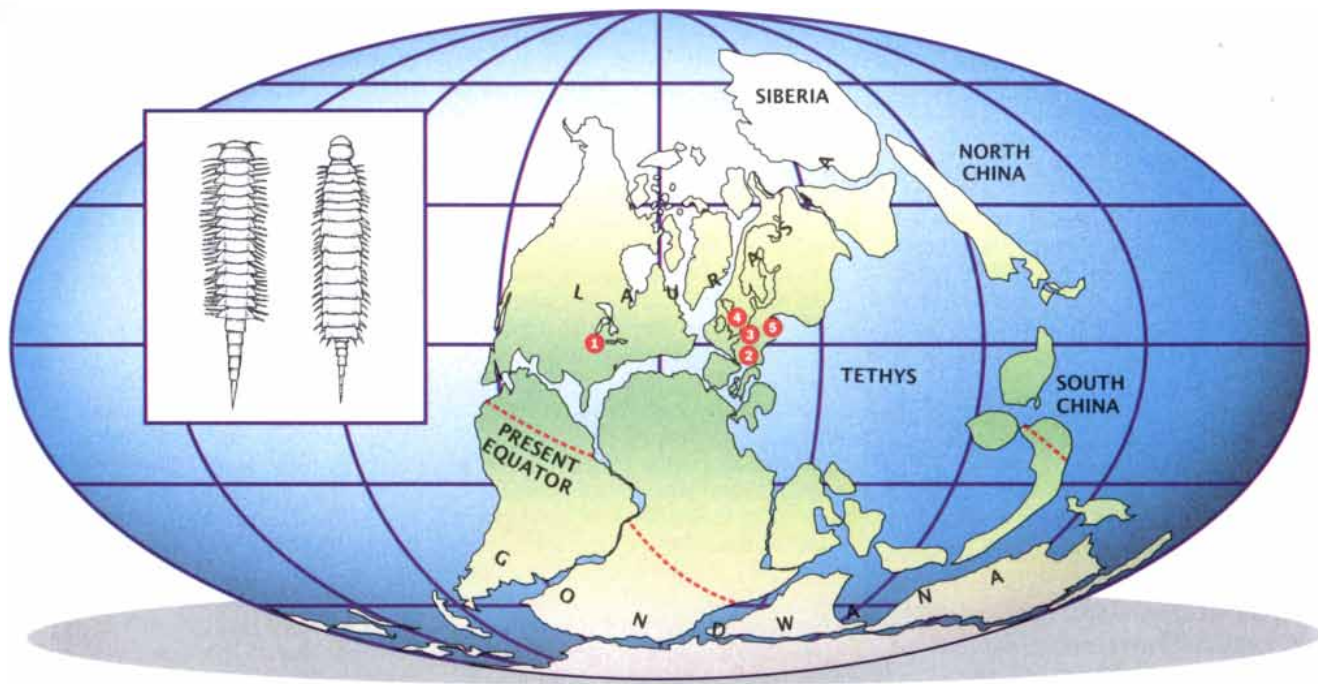 SIBERIA
NORTH
CHINA
L A U R A S I A
4
5
3
1
2
TETHYS
SOUTH
CHINA
PRESENT
EQUATOR
G O N D W A N A